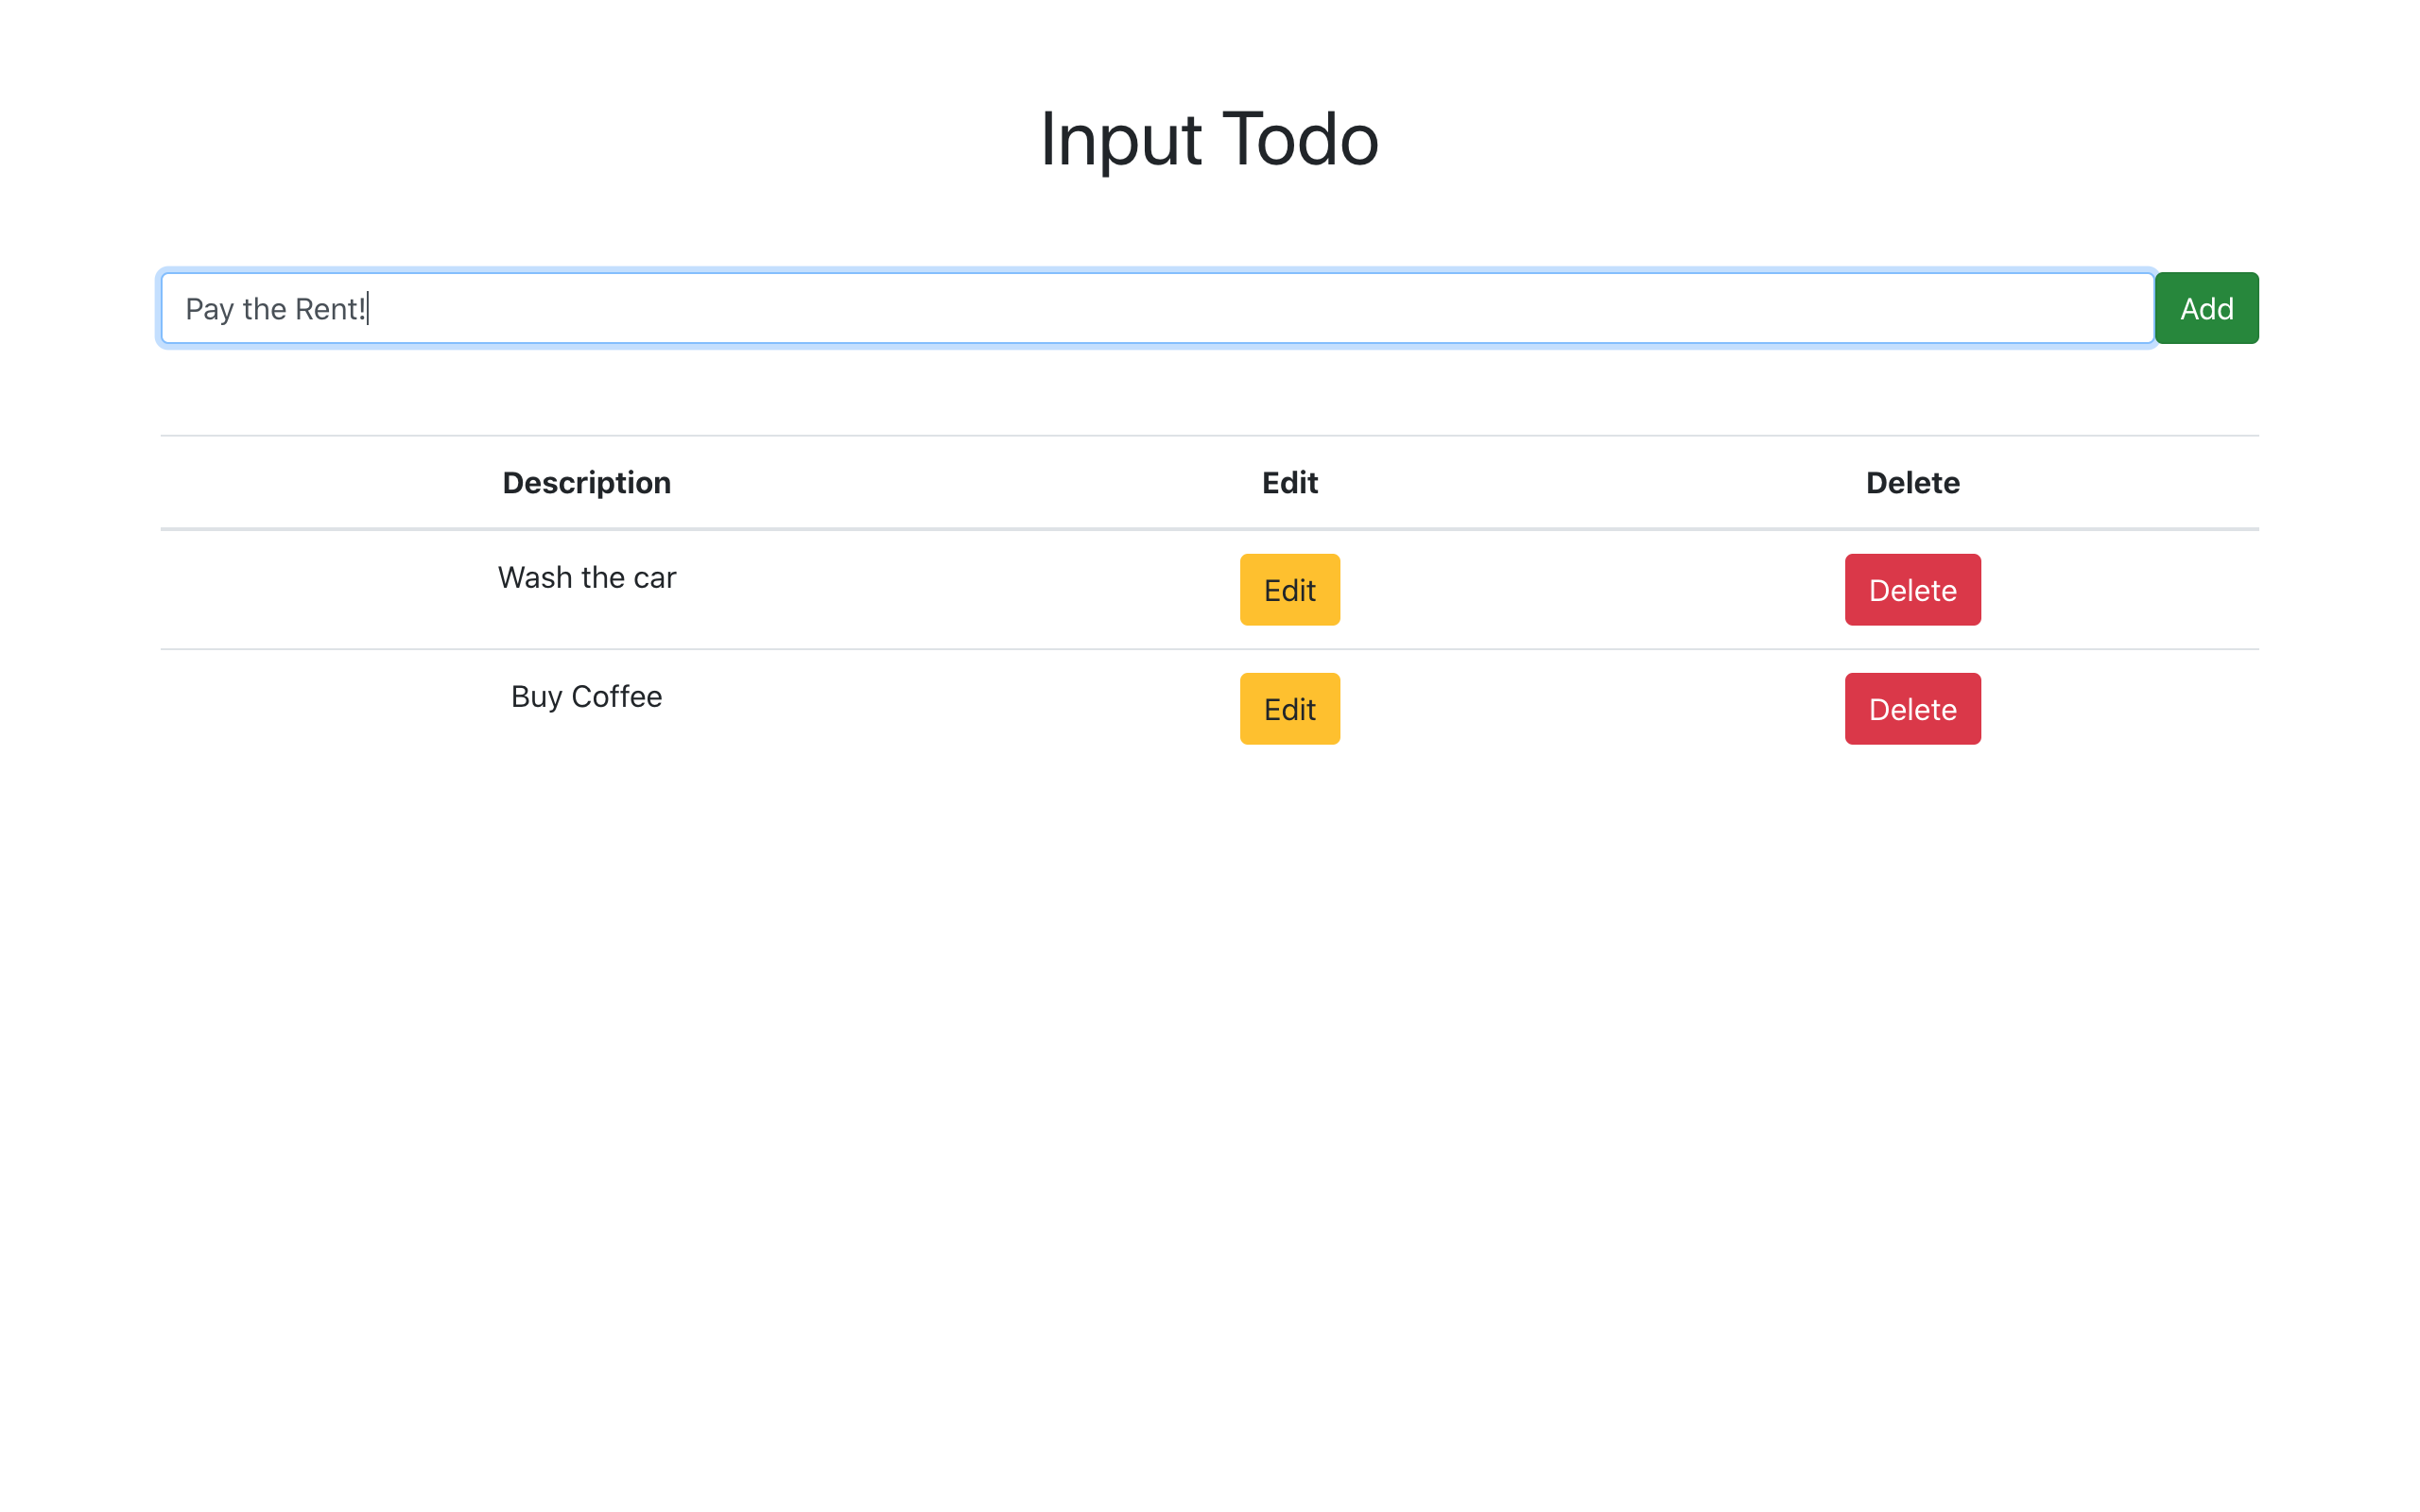 Input Todo
Pay the Rent!
Add
Description Edit Delete
Wash the car Edit Delete
Buy Coffee Edit Delete